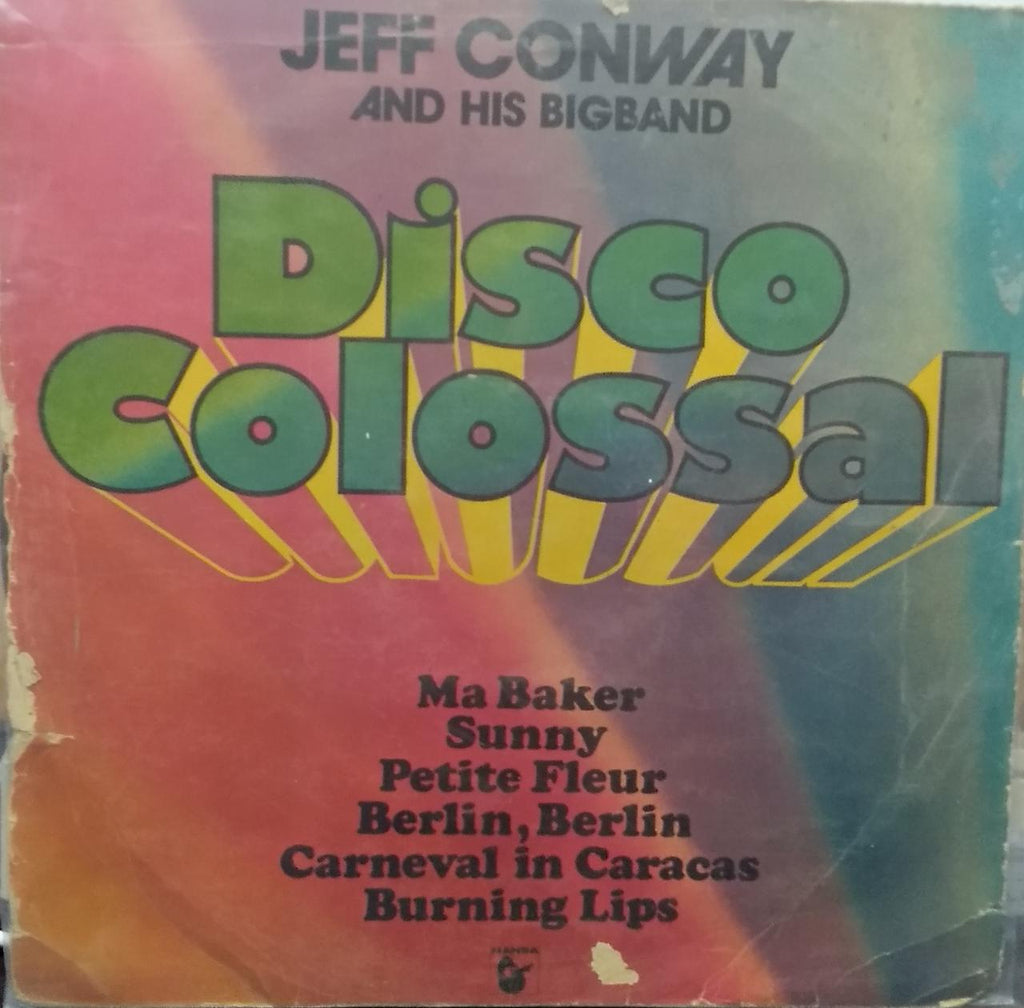 JEFF CONWAY
AND HIS BIGBAND
Disco
Colossal
Ma Baker
Sunny
Petite Fleur
Berlin, Berlin
Carneval in Caracas
Burning Lips
HANSA